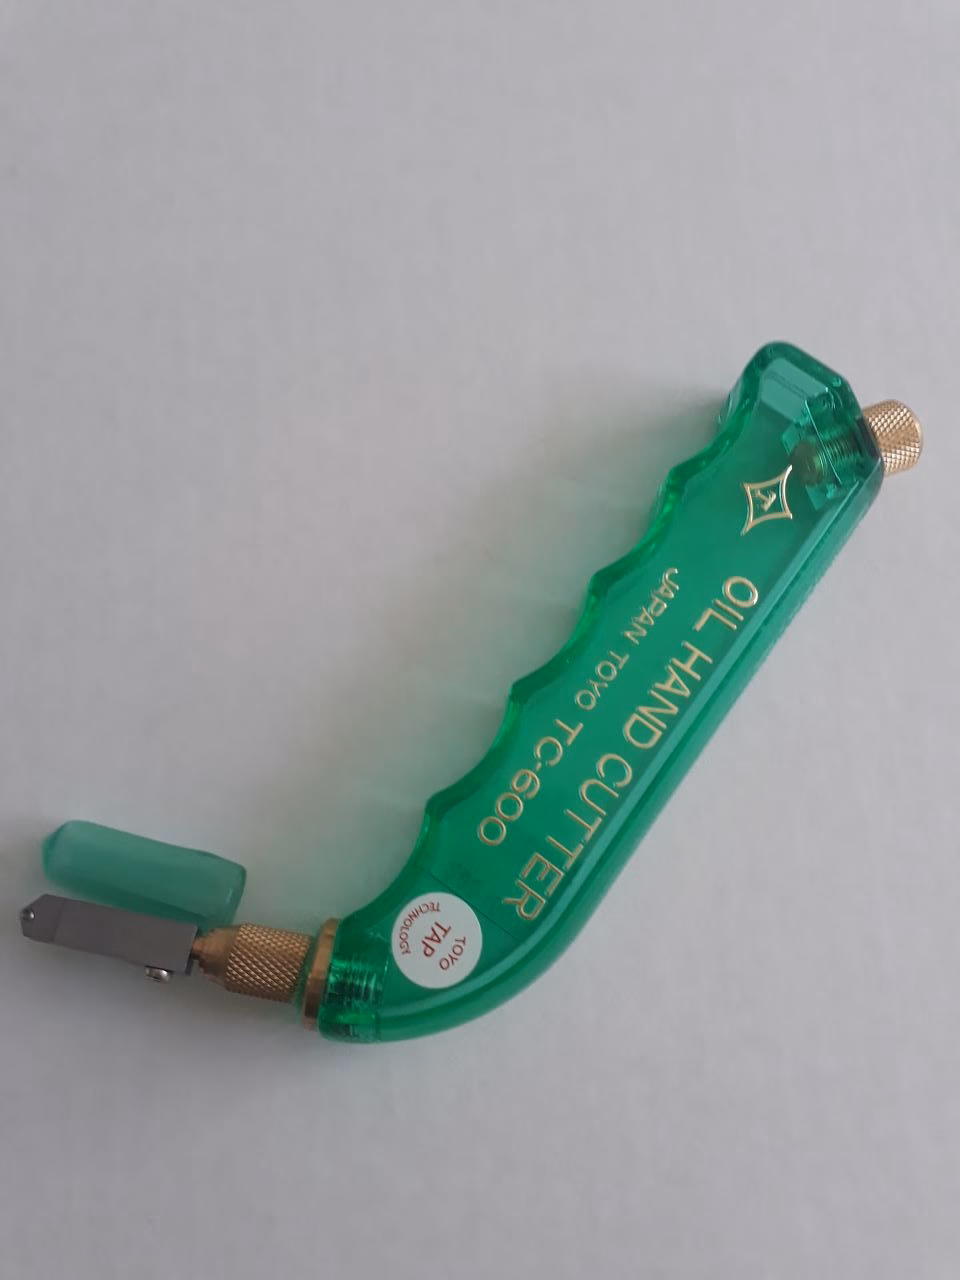 T
OIL HAND CUTTER
JAPAN TOYO TC-600
TOYO
TAP
TECHNOLOGY